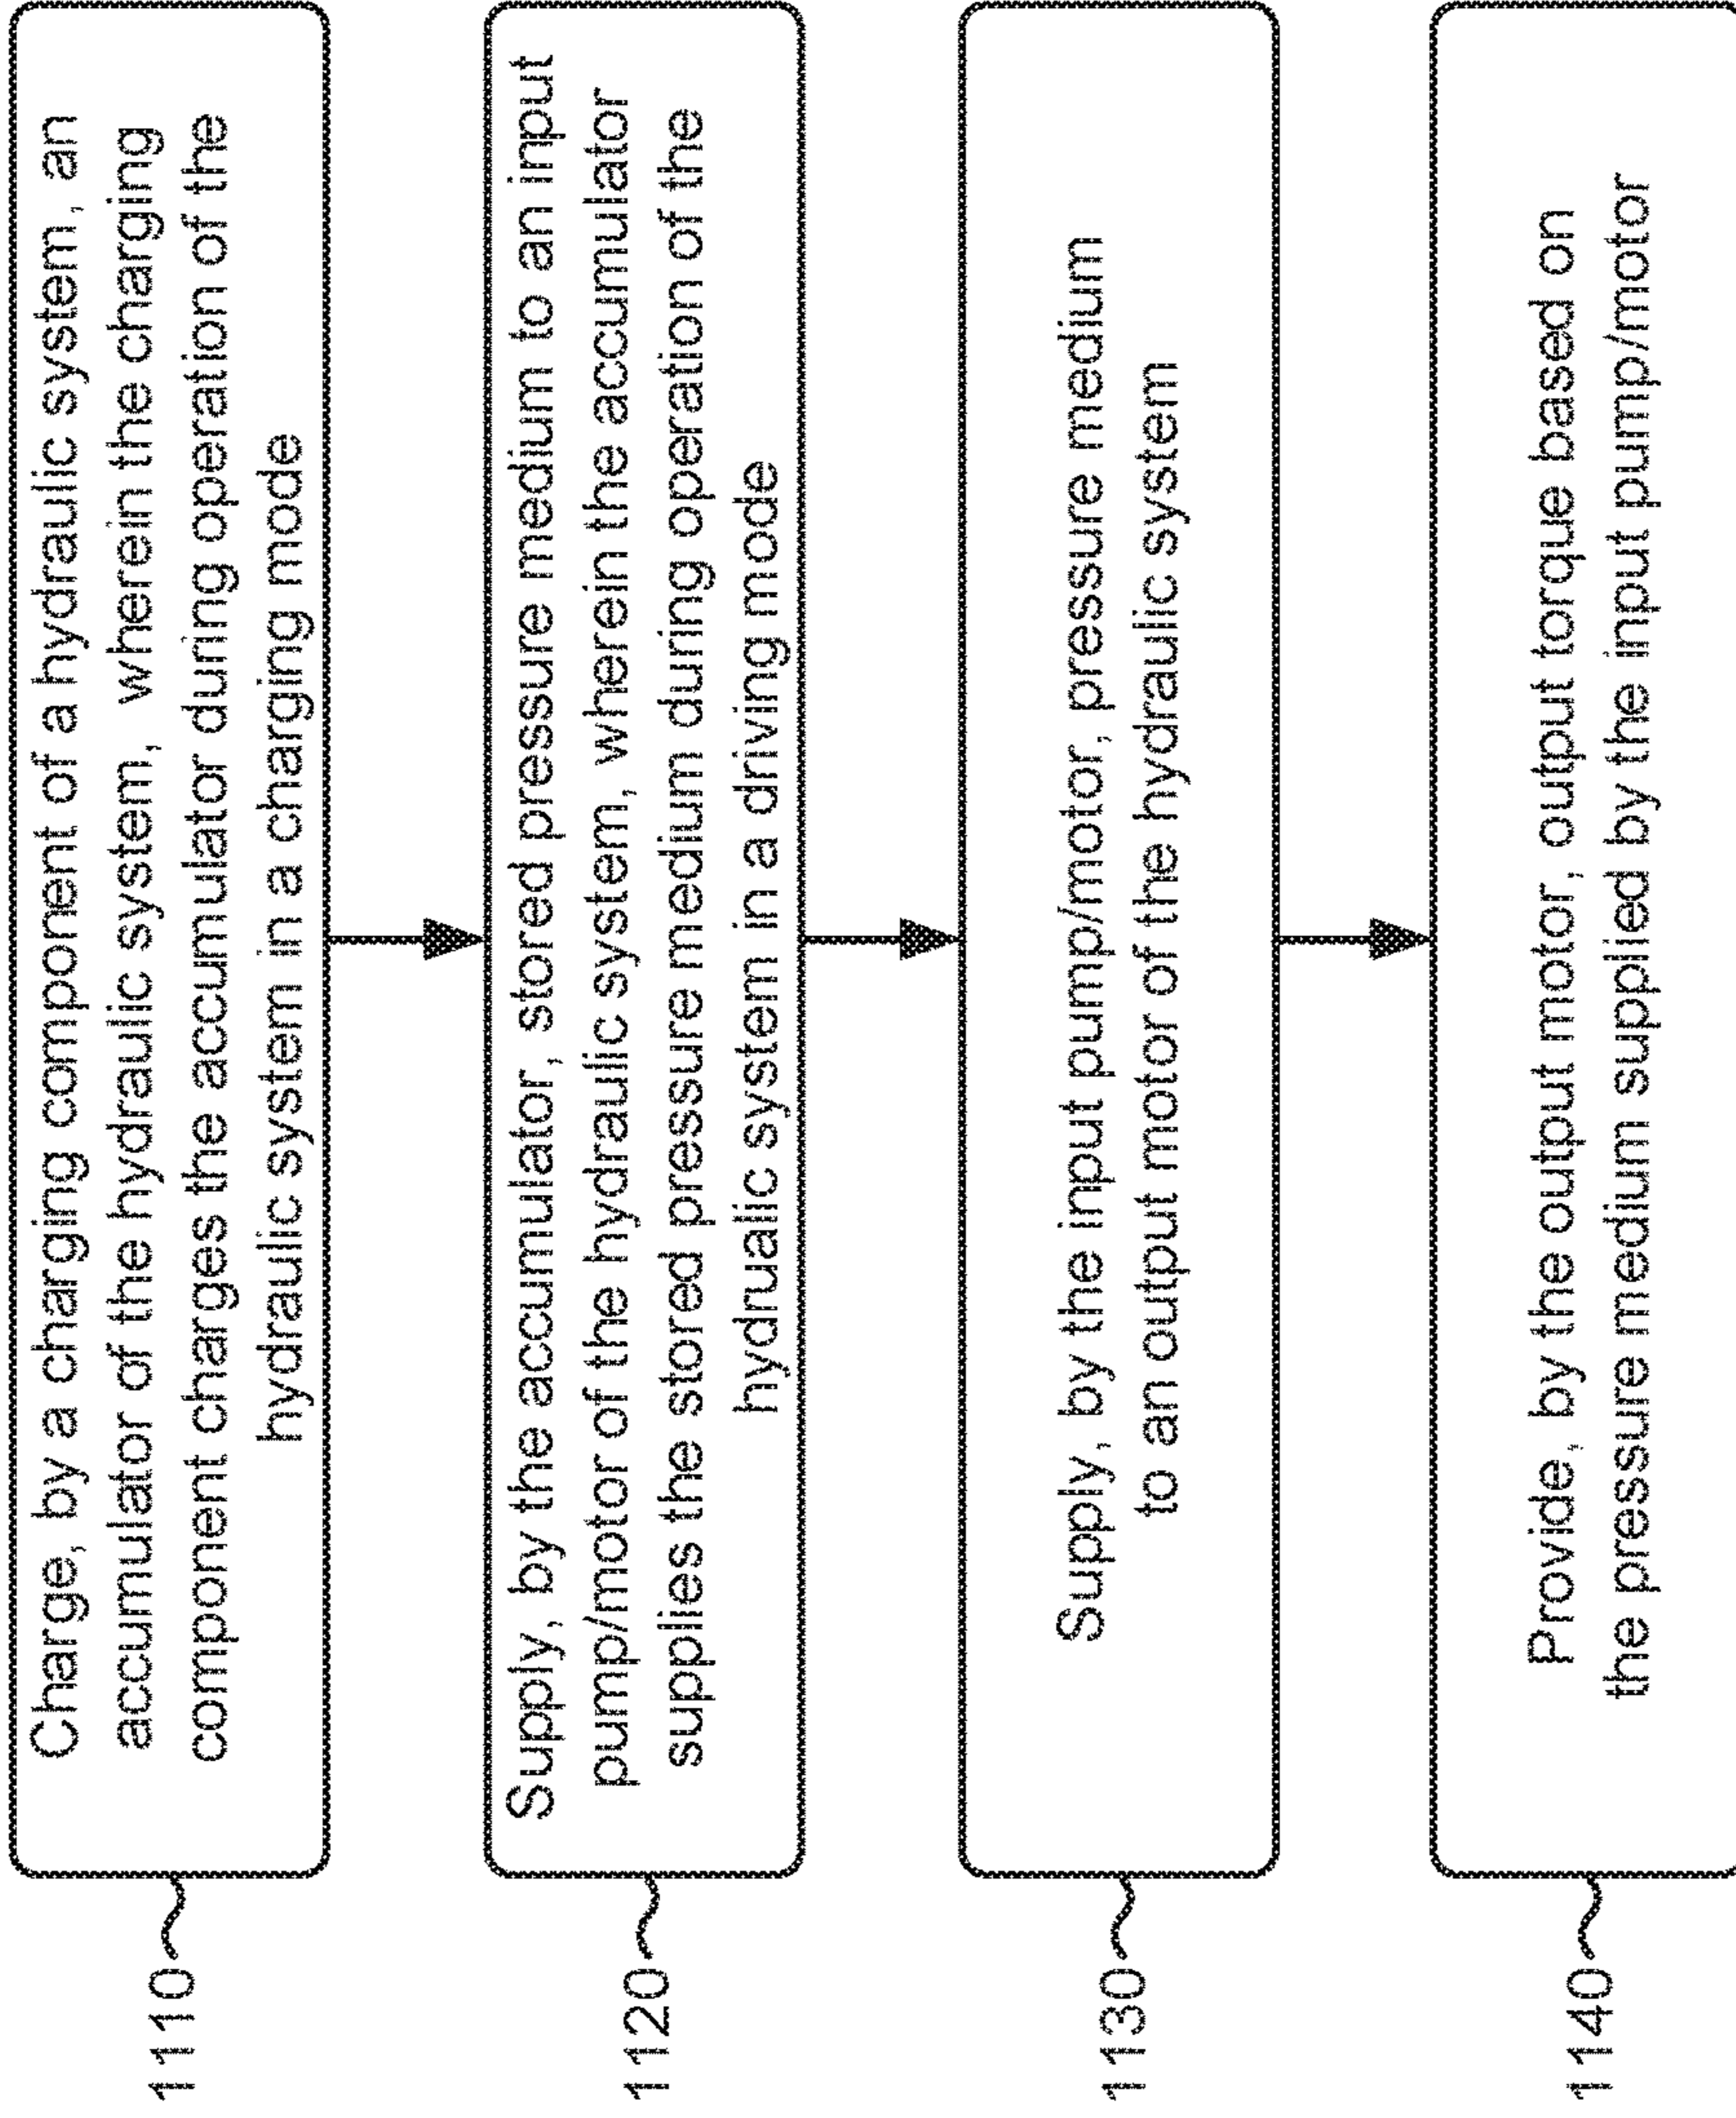 1110
Charge, by a charging component of a hydraulic system, an
accumulator of the hydraulic system, wherein the charging
component charges the accumulator during operation of the
hydraulic system in a charging mode
1120
Supply, by the accumulator, stored pressure medium to an input
pump/motor of the hydraulic system, wherein the accumulator
supplies the stored pressure medium during operation of the
hydrualic system in a driving mode
1130
Supply, by the input pump/motor, pressure medium
to an output motor of the hydraulic system
1140
Provide, by the output motor, output torque based on
the pressure medium supplied by the input pump/motor